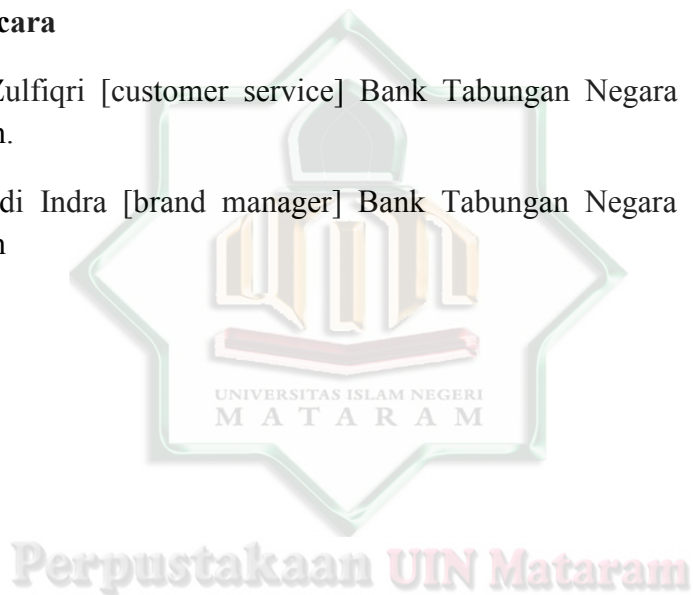 cara
Zulfiqri [customer service] Bank Tabungan Negara
n.
di Indra [brand manager] Bank Tabungan Negara
n
UNIVERSITAS ISLAM NEGERI
MATARAM
Perpustakaan UIN Mataram